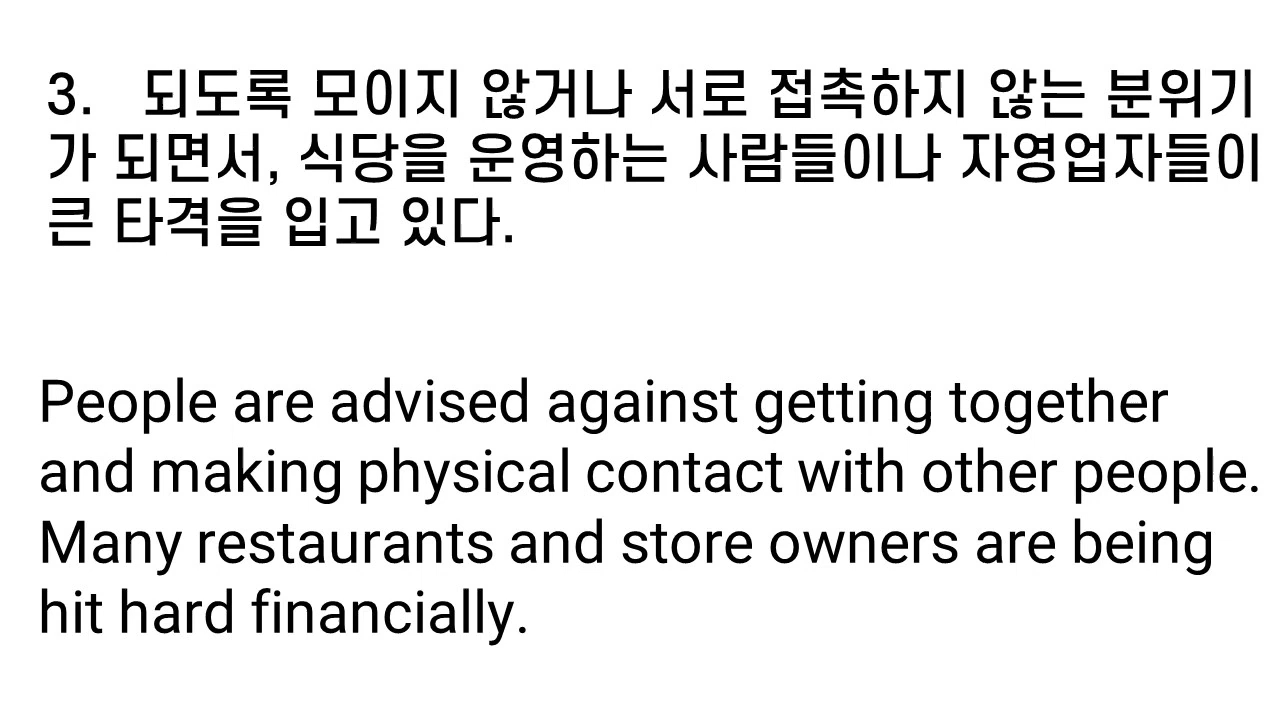 3. 되도록 모이지 않거나 서로 접촉하지 않는 분위기
가 되면서, 식당을 운영하는 사람들이나 자영업자들이
큰 타격을 입고 있다.
People are advised against getting together
and making physical contact with other people.
Many restaurants and store owners are being
hit hard financially.